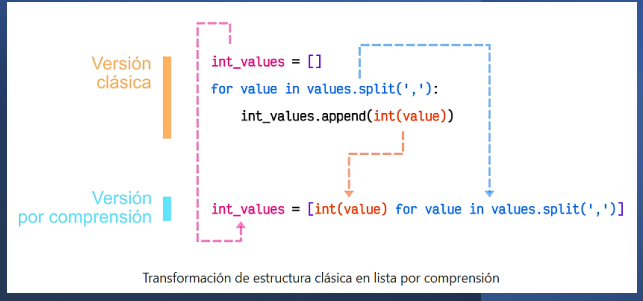 Versión
clásica
int_values = []
for value in values.split(','):
int_values.append(int(value))
Versión
por comprensión
int_values = [int(value) for value in values.split(',')]
Transformación de estructura clásica en lista por comprensión